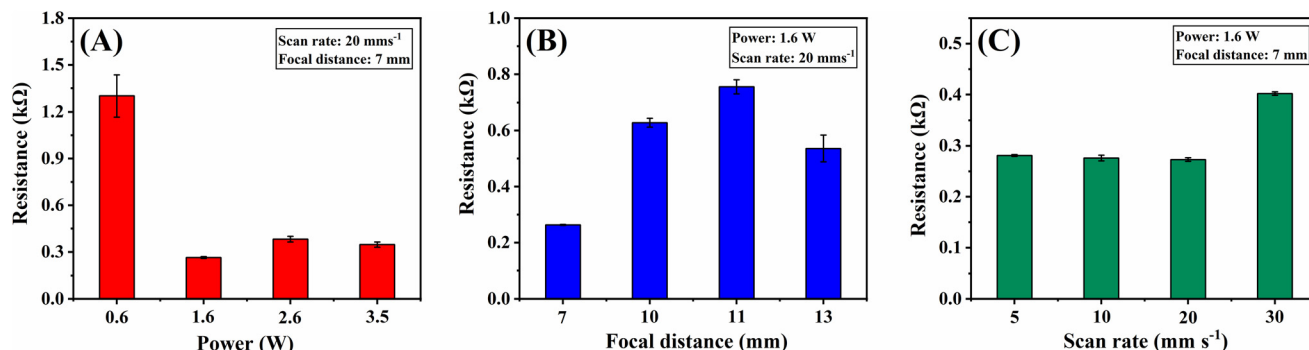 (A)
Scan rate: 20 mms⁻¹
Focal distance: 7 mm
Resistance (kΩ)
1.5
1.2
0.9
0.6
0.3
0.0
0.6 1.6 2.6 3.5
Power (W)
(B)
Power: 1.6 W
Scan rate: 20 mms⁻¹
Resistance (kΩ)
1.0
0.8
0.6
0.4
0.2
0.0
7 10 11 13
Focal distance (mm)
(C)
Power: 1.6 W
Focal distance: 7 mm
Resistance (kΩ)
0.5
0.4
0.3
0.2
0.1
0.0
5 10 20 30
Scan rate (mm s⁻¹)